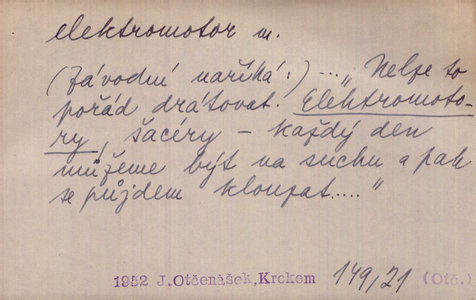 elektromotor m.
(Závodní naříká:) ... „Nelze to
pořád drátovat. Elektromoto-
ry, šacéry – každý den
můžeme být na suchu a pak
se půjdem klouzat...."
1952 J.Otčenášek,Krokem 149,21 (Otč.)